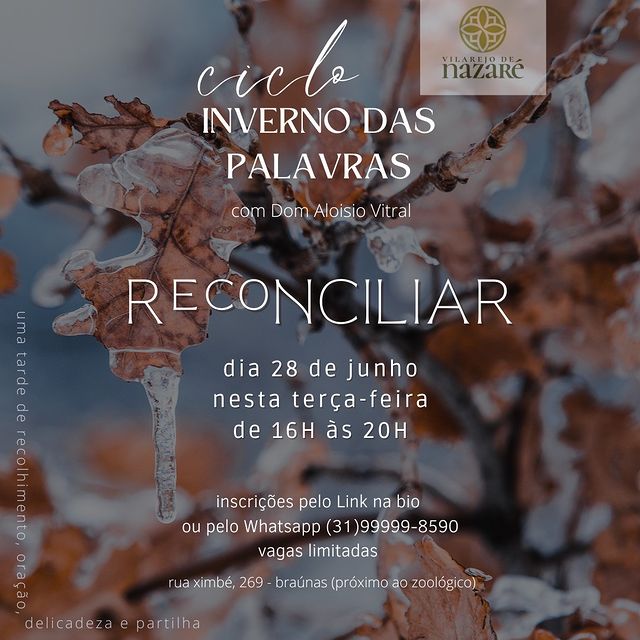 VILAREJO DE
nazaré
ciclo
INVERNO DAS
PALAVRAS
com Dom Aloisio Vitral
RECONCILIAR
dia 28 de junho
nesta terça-feira
de 16H às 20H
inscrições pelo Link na bio
ou pelo Whatsapp (31)99999-8590
vagas limitadas
rua ximbé, 269 - braúnas (próximo ao zoológico)
uma tarde de recolhimento, oração,
delicadeza e partilha